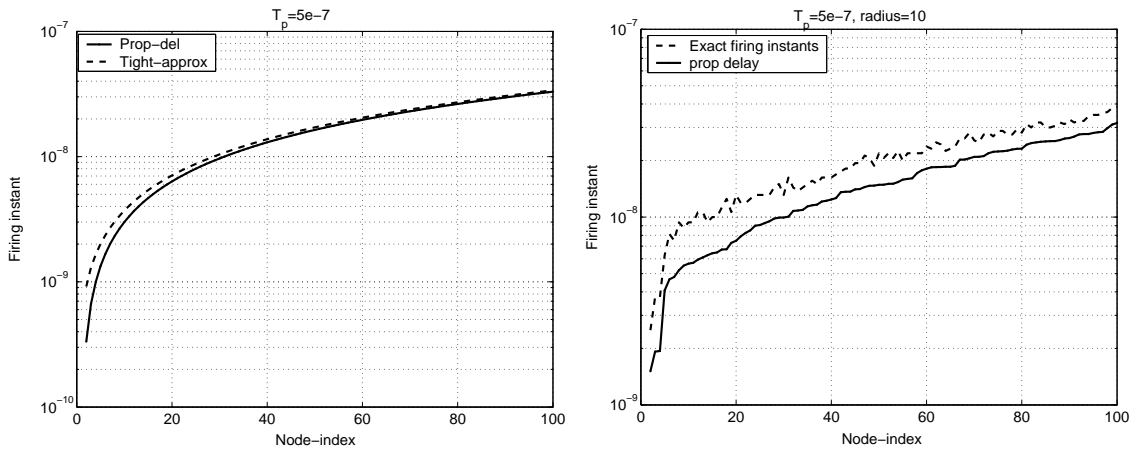 T_p=5e-7
10^-7
Prop-del
Tight-approx
10^-8
Firing instant
10^-9
10^-10
0 20 40 60 80 100
Node-index
T_p=5e-7, radius=10
10^-7
Exact firing instants
prop delay
Firing instant
10^-8
10^-9
0 20 40 60 80 100
Node-index